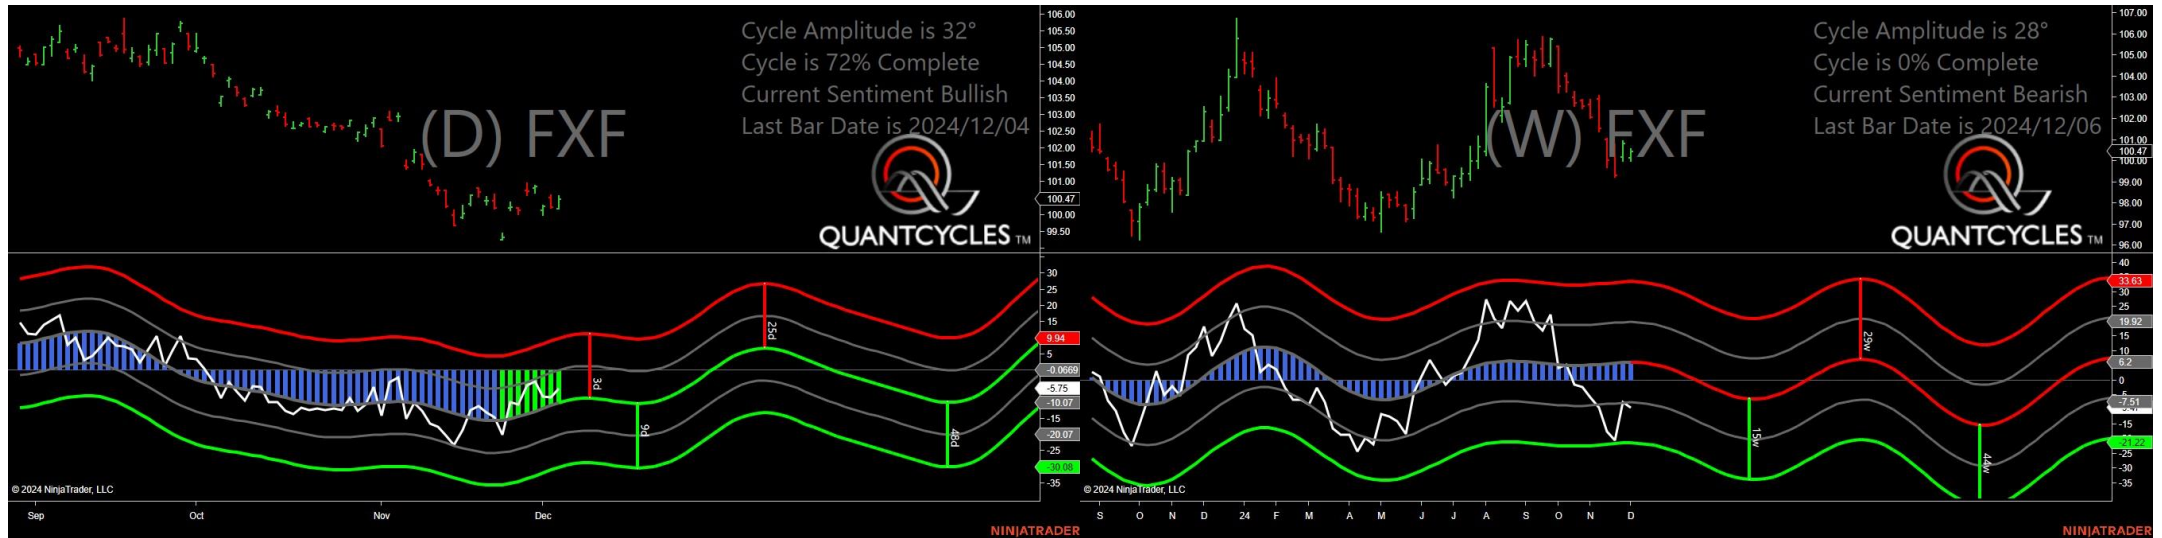 Cycle Amplitude is 32°
Cycle is 72% Complete
Current Sentiment Bullish
Last Bar Date is 2024/12/04
(D) FXF
QUANTCYCLES TM
106.00
105.50
105.00
104.50
104.00
103.50
103.00
102.50
102.00
101.50
101.00
100.47
100.00
99.50
30
25
20
15
9.94
5
-0.0669
-5.75
-10.07
-15
-20.07
-25
-30.08
-35
3d
9d
25d
48d
© 2024 NinjaTrader, LLC
Sep Oct Nov Dec
NINJATRADER
Cycle Amplitude is 28°
Cycle is 0% Complete
Current Sentiment Bearish
Last Bar Date is 2024/12/06
(W) FXF
QUANTCYCLES TM
107.00
106.00
105.00
104.00
103.00
102.00
101.00
100.47
100.00
99.00
98.00
97.00
96.00
40
33.63
30
25
19.92
15
10
6.2
0
-7.51
-15
-21.22
-25
-30
-35
15w
29w
44w
© 2024 NinjaTrader, LLC
S O N D 24 F M A M J J A S O N D
NINJATRADER